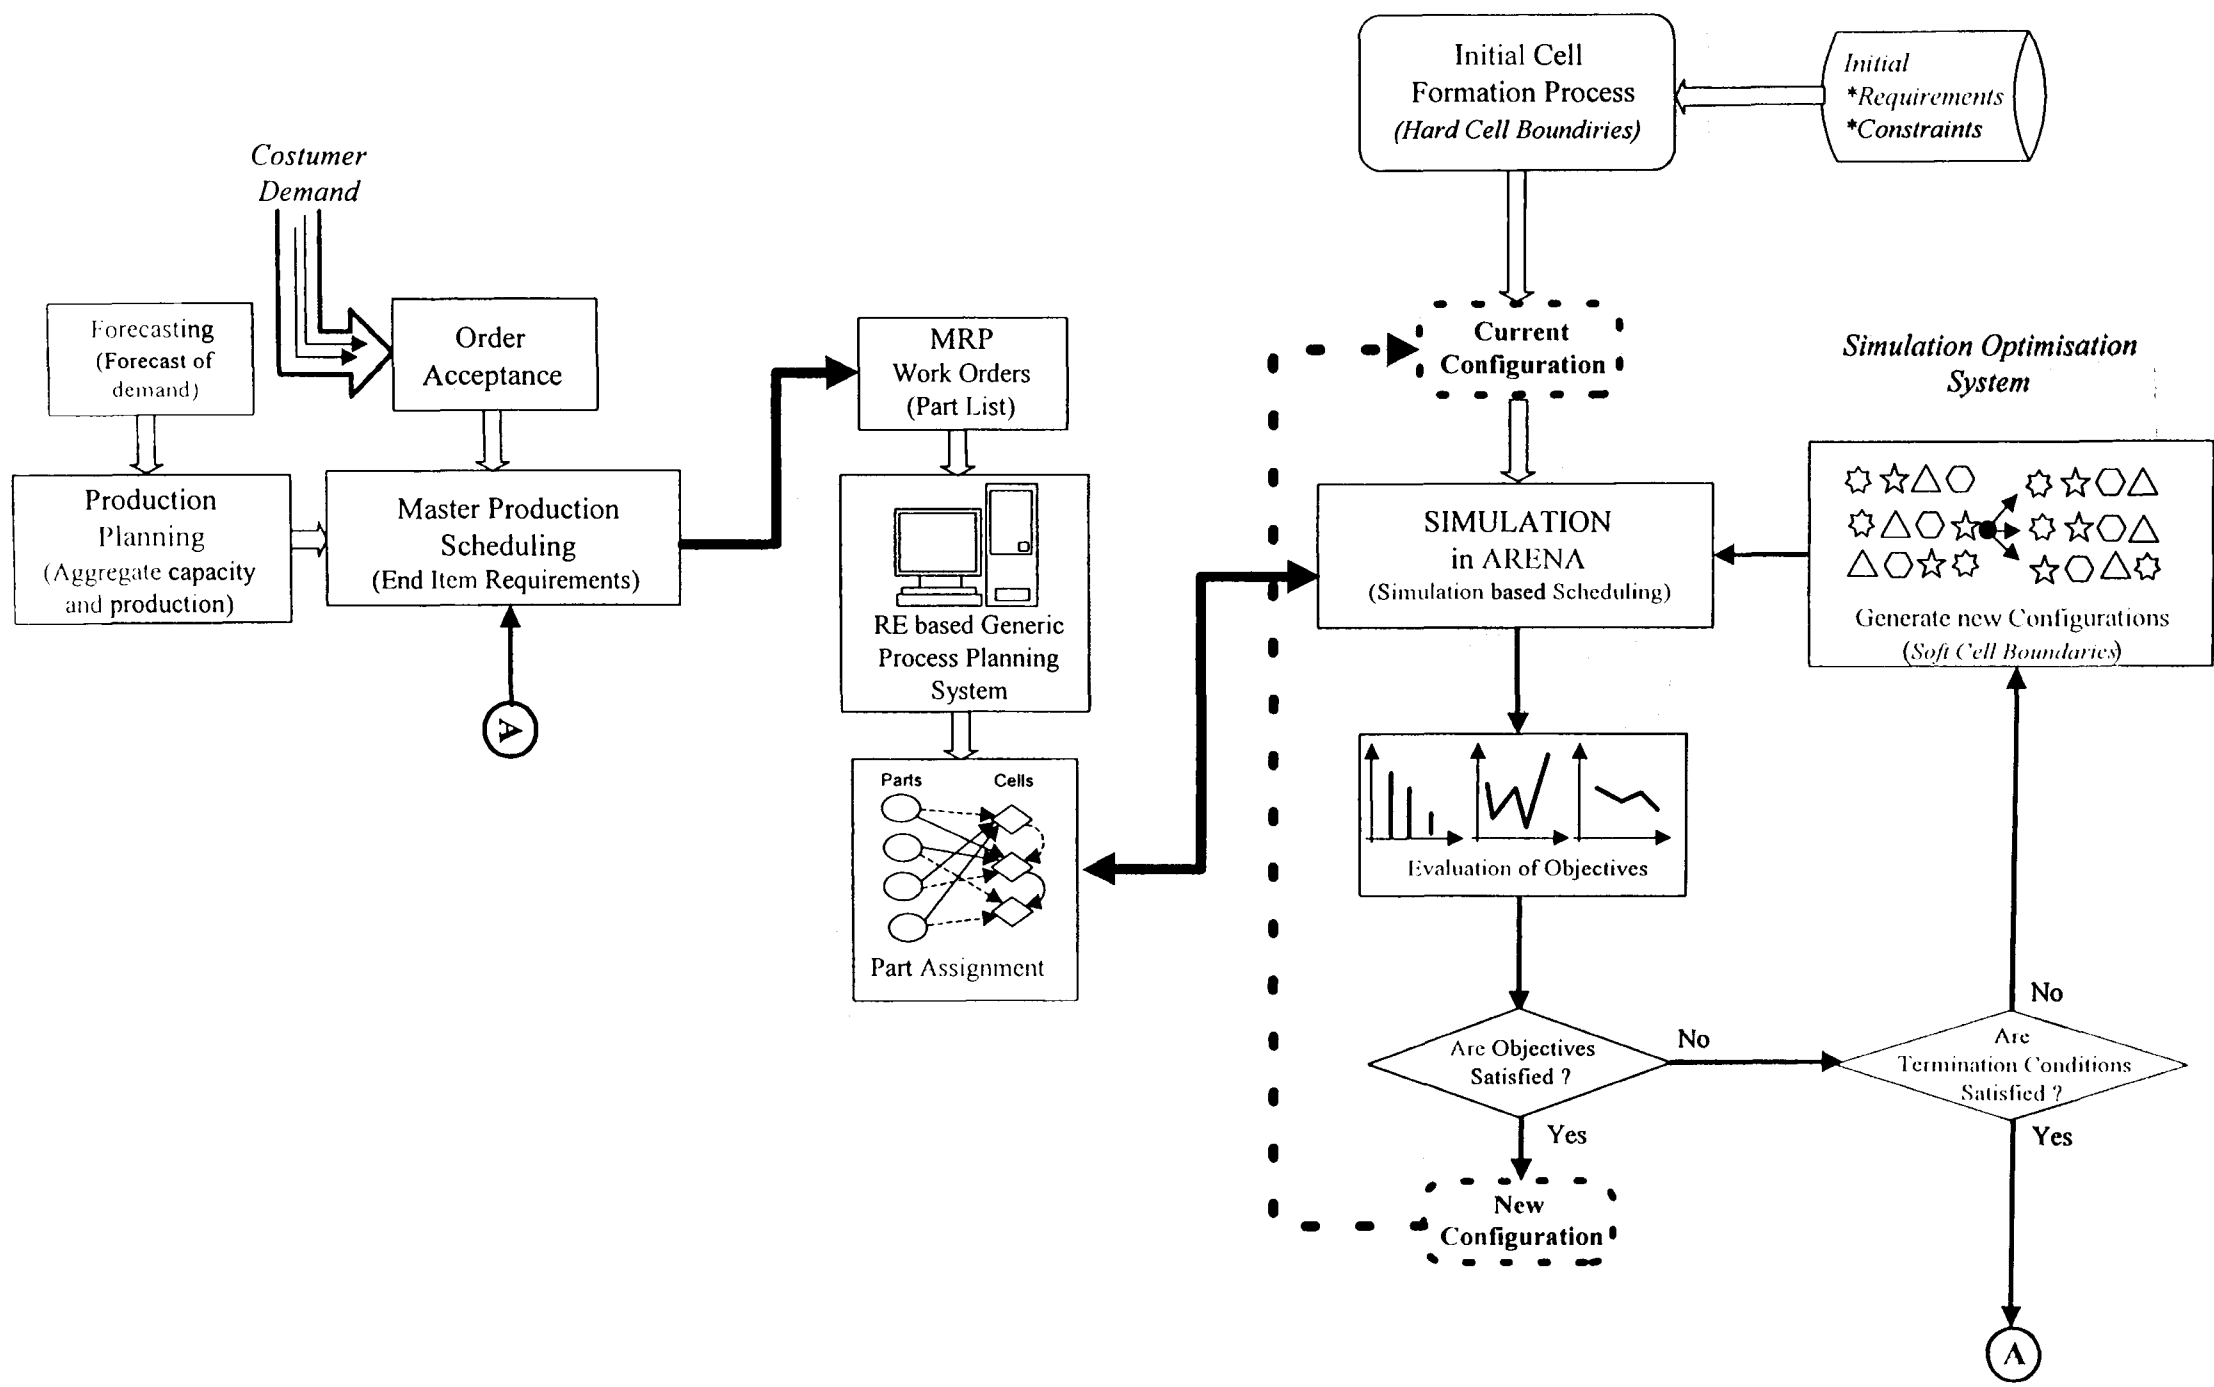 Initial Cell
Formation Process
(Hard Cell Boundiries)
Initial
*Requirements
*Constraints
Costumer
Demand
Forecasting
(Forecast of
demand)
Order
Acceptance
MRP
Work Orders
(Part List)
Current
Configuration
Simulation Optimisation
System
Production
Planning
(Aggregate capacity
and production)
Master Production
Scheduling
(End Item Requirements)
RE based Generic
Process Planning
System
SIMULATION
in ARENA
(Simulation based Scheduling)
Generate new Configurations
(Soft Cell Boundaries)
A
Parts
Cells
Part Assignment
Evaluation of Objectives
Are Objectives
Satisfied ?
No
Yes
Are
Termination Conditions
Satisfied ?
No
Yes
New
Configuration
A